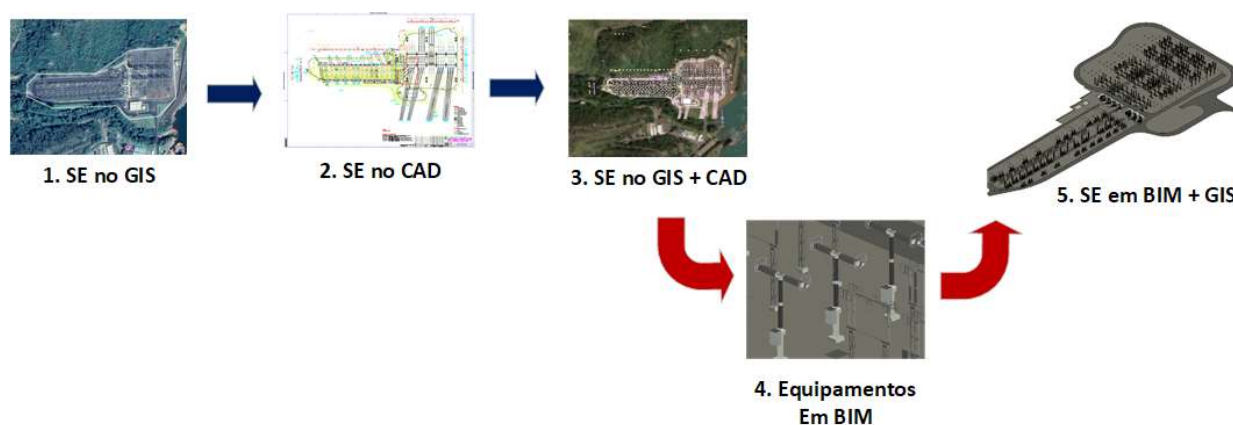 1. SE no GIS
2. SE no CAD
3. SE no GIS + CAD
4. Equipamentos
Em BIM
5. SE em BIM + GIS